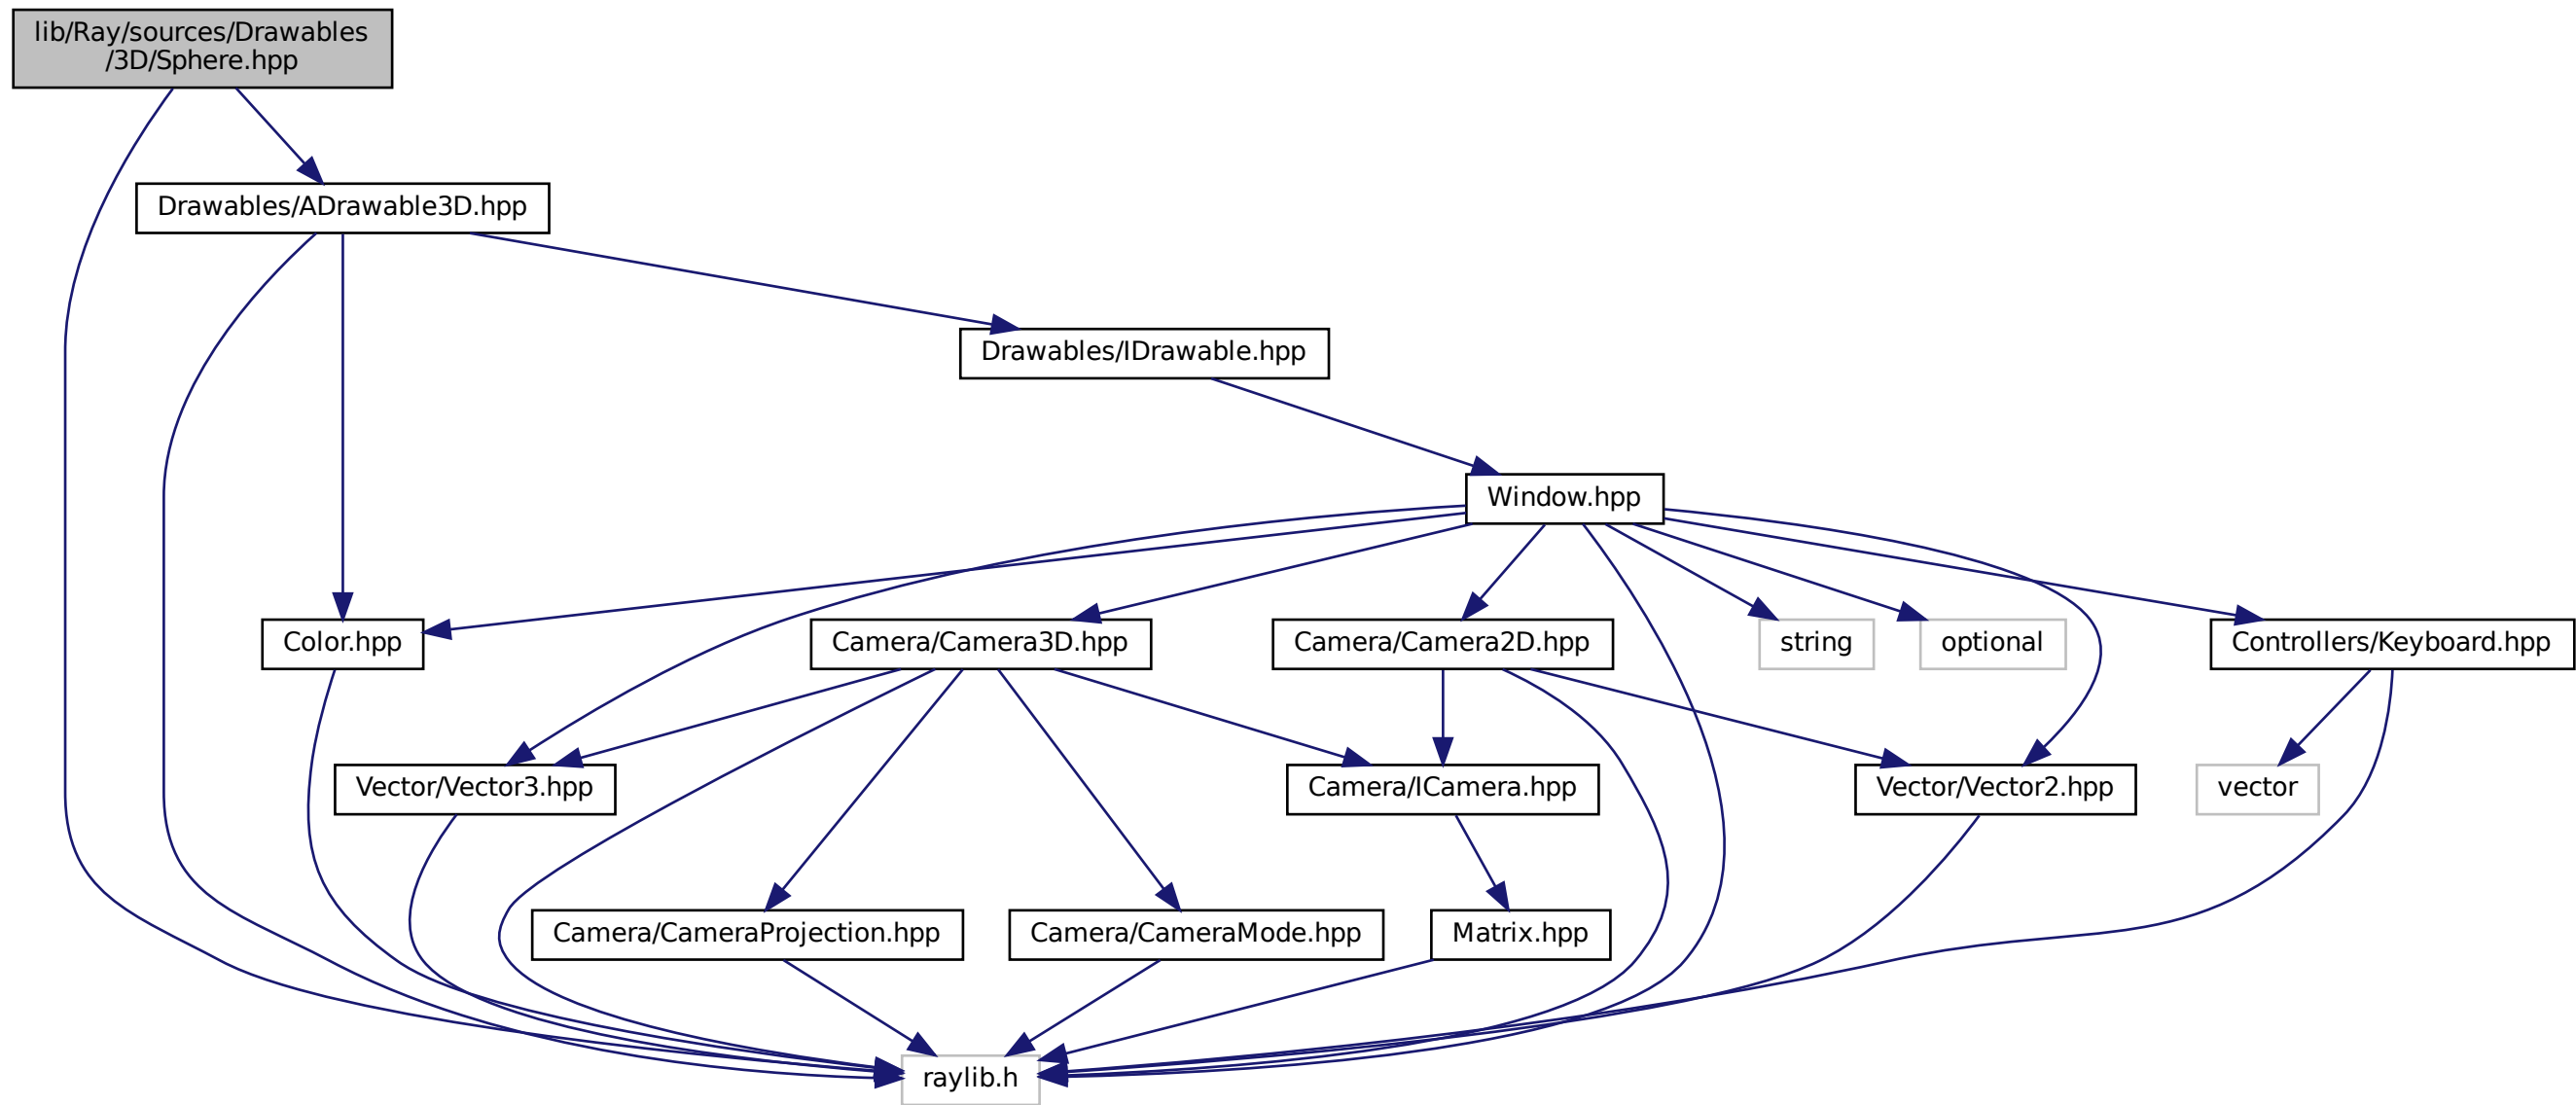 lib/Ray/sources/Drawables
/3D/Sphere.hpp
Drawables/ADrawable3D.hpp
Drawables/IDrawable.hpp
Window.hpp
Color.hpp
Camera/Camera3D.hpp
Camera/Camera2D.hpp
string
optional
Controllers/Keyboard.hpp
Vector/Vector3.hpp
Camera/ICamera.hpp
Vector/Vector2.hpp
vector
Camera/CameraProjection.hpp
Camera/CameraMode.hpp
Matrix.hpp
raylib.h